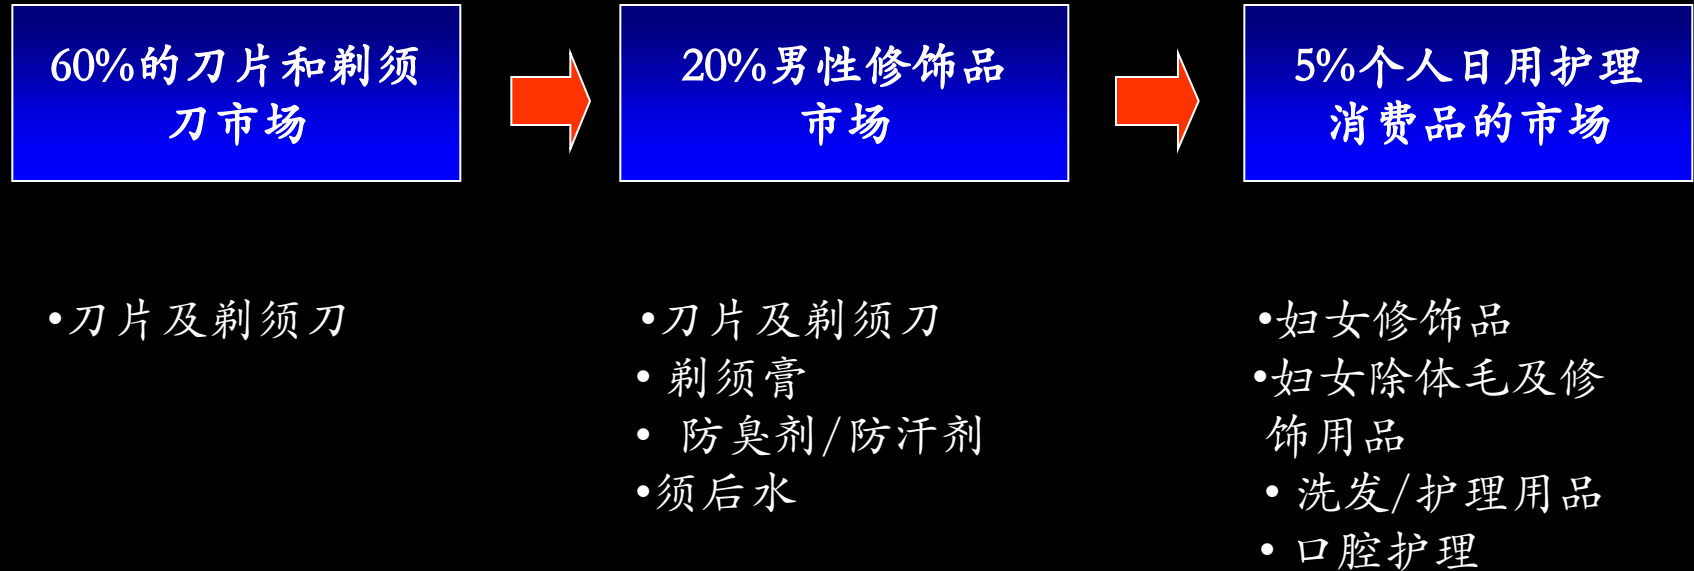 60%的刀片和剃须
刀市场
20%男性修饰品
市场
5%个人日用护理
消费品的市场
•刀片及剃须刀
•刀片及剃须刀
• 剃须膏
• 防臭剂/防汗剂
•须后水
•妇女修饰品
•妇女除体毛及修
饰用品
• 洗发/护理用品
• 口腔护理